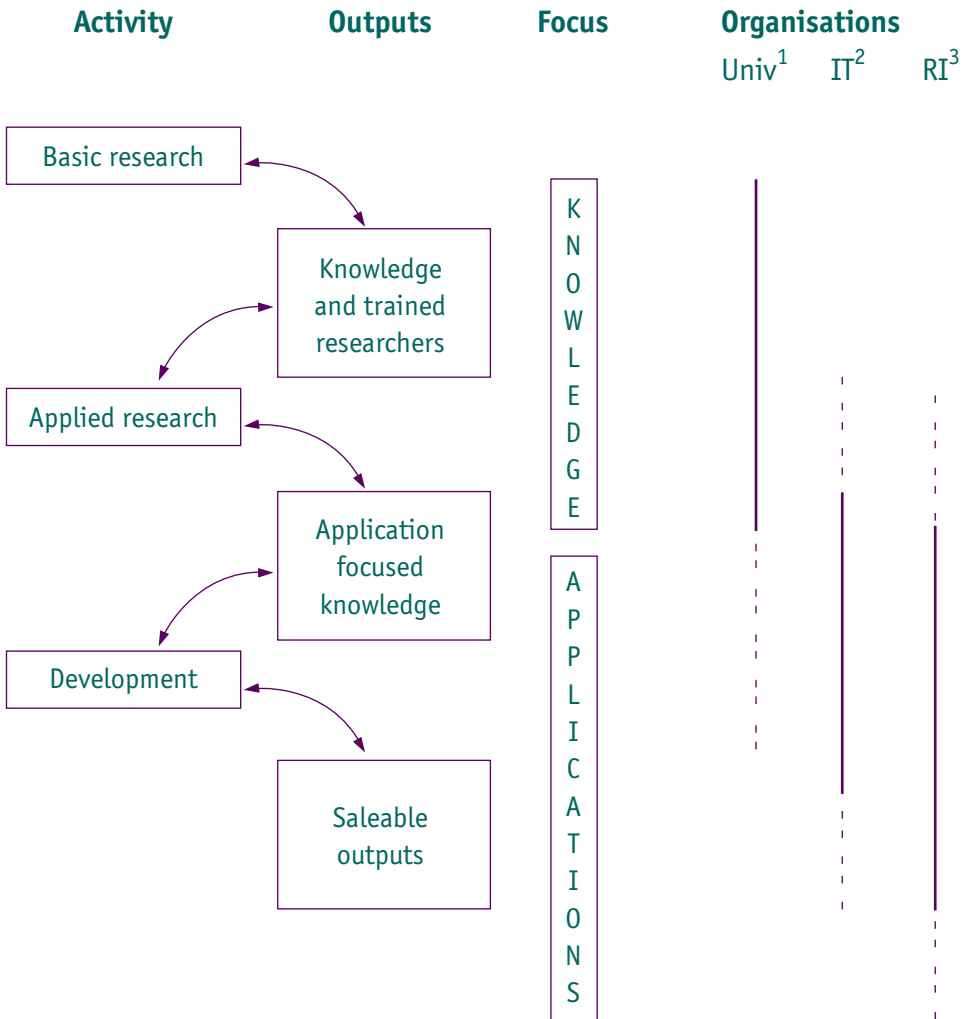 Activity Outputs Focus Organisations
Univ¹ IT² RI³
Basic research
Knowledge
and trained
researchers
Applied research
Application
focused
knowledge
Development
Saleable
outputs
K
N
O
W
L
E
D
G
E
A
P
P
L
I
C
A
T
I
O
N
S